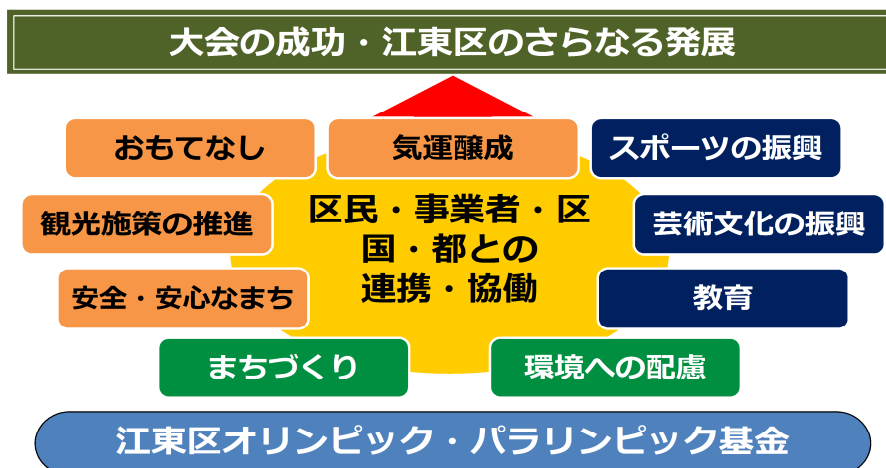 大会の成功・江東区のさらなる発展
おもてなし
気運醸成
スポーツの振興
観光施策の推進
区民・事業者・区
国・都との
連携・協働
芸術文化の振興
安全・安心なまち
教育
まちづくり
環境への配慮
江東区オリンピック・パラリンピック基金